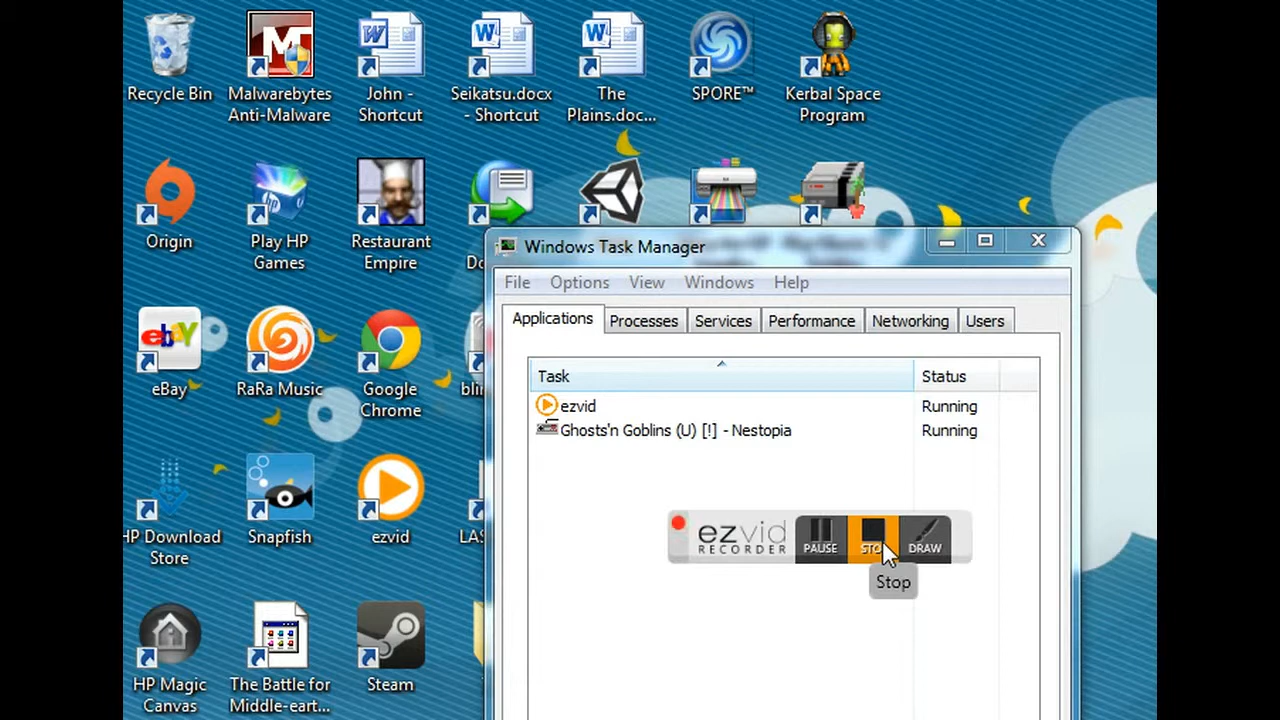 Recycle Bin
Malwarebytes
Anti-Malware
John -
Shortcut
Seikatsu.docx
- Shortcut
The
Plains.doc...
SPORE™
Kerbal Space
Program
Origin
Play HP
Games
Restaurant
Empire
Windows Task Manager
File Options View Windows Help
Applications Processes Services Performance Networking Users
Task Status
ezvid Running
Ghosts'n Goblins (U) [!] - Nestopia Running
ebY
eBay
RaRa Music
Google
Chrome
ezvid
RECORDER
PAUSE
STO
DRAW
Stop
HP Download
Store
Snapfish
ezvid
HP Magic
Canvas
The Battle for
Middle-eart...
Steam